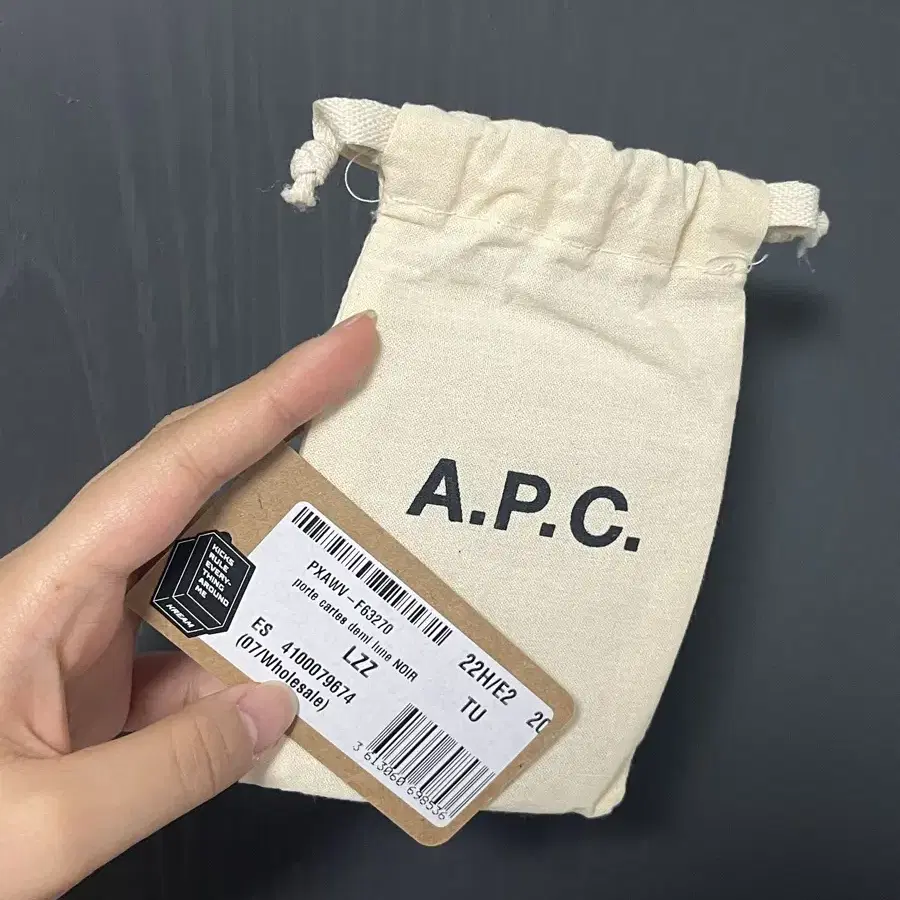 A.P.C.
KICKS
RULE
EVERY-
THING
AROUND
ME
KREAM
PXAWV-F63270
porte cartes demi lune NOIR
LZZ
22H/E2
TU
ES 4100079674
(07/Wholesale)
3 613060 698536